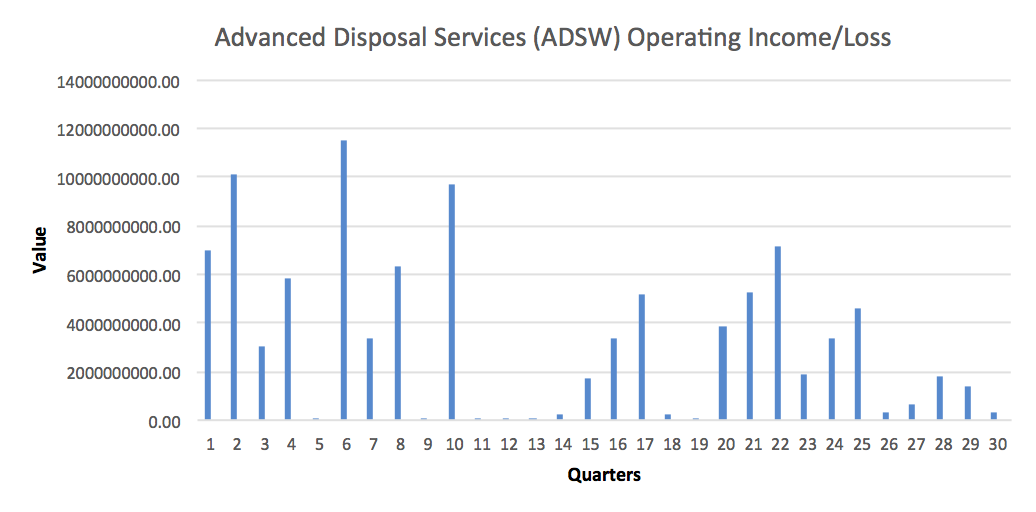 Advanced Disposal Services (ADSW) Operating Income/Loss
14000000000.00
12000000000.00
10000000000.00
8000000000.00
6000000000.00
4000000000.00
2000000000.00
0.00
Value
1 2 3 4 5 6 7 8 9 10 11 12 13 14 15 16 17 18 19 20 21 22 23 24 25 26 27 28 29 30
Quarters